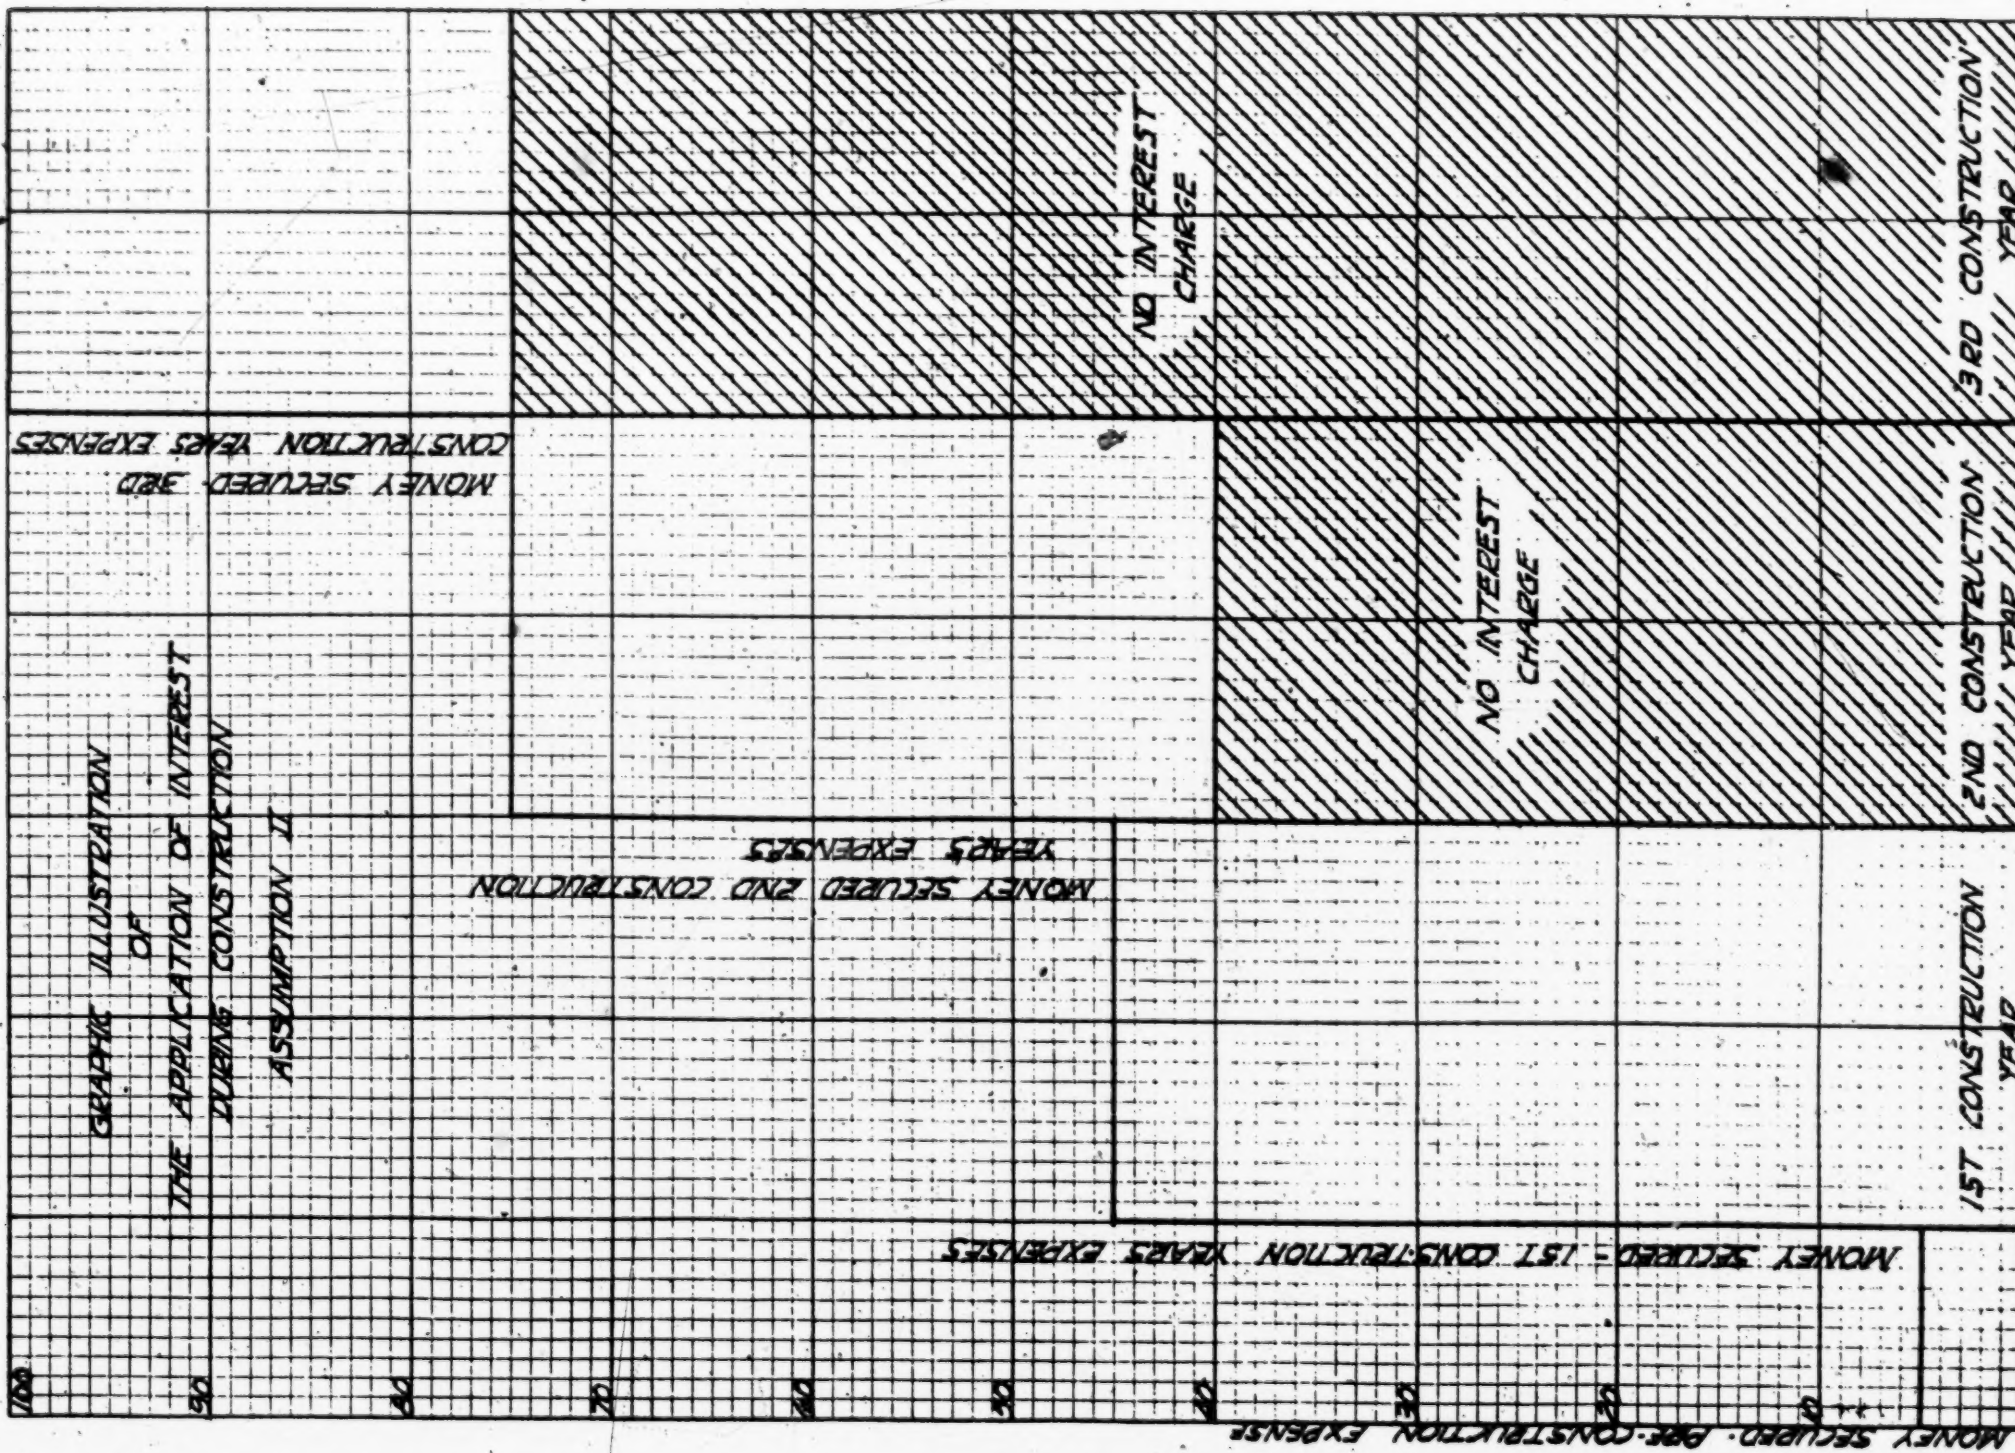 GRAPHIC ILLUSTRATION
OF
THE APPLICATION OF INTEREST
DURING CONSTRUCTION
ASSUMPTION II
100
90
80
70
60
50
40
30
20
10
MONEY SECURED - PRE-CONSTRUCTION EXPENSE
MONEY SECURED - 1ST CONSTRUCTION YEARS EXPENSES
MONEY SECURED 2ND CONSTRUCTION
YEARS EXPENSES
MONEY SECURED - 3RD
CONSTRUCTION YEARS EXPENSES
NO INTEREST
CHARGE
NO INTEREST
CHARGE
1ST CONSTRUCTION
YEAR
2ND CONSTRUCTION
YEAR
3RD CONSTRUCTION
YEAR